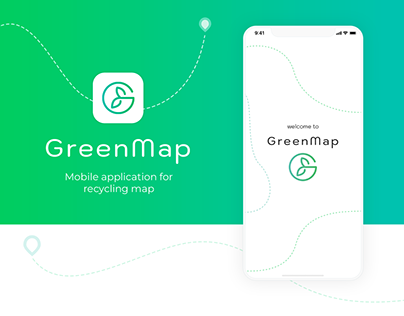 GreenMap
Mobile application for
recycling map
9:41
welcome to
GreenMap